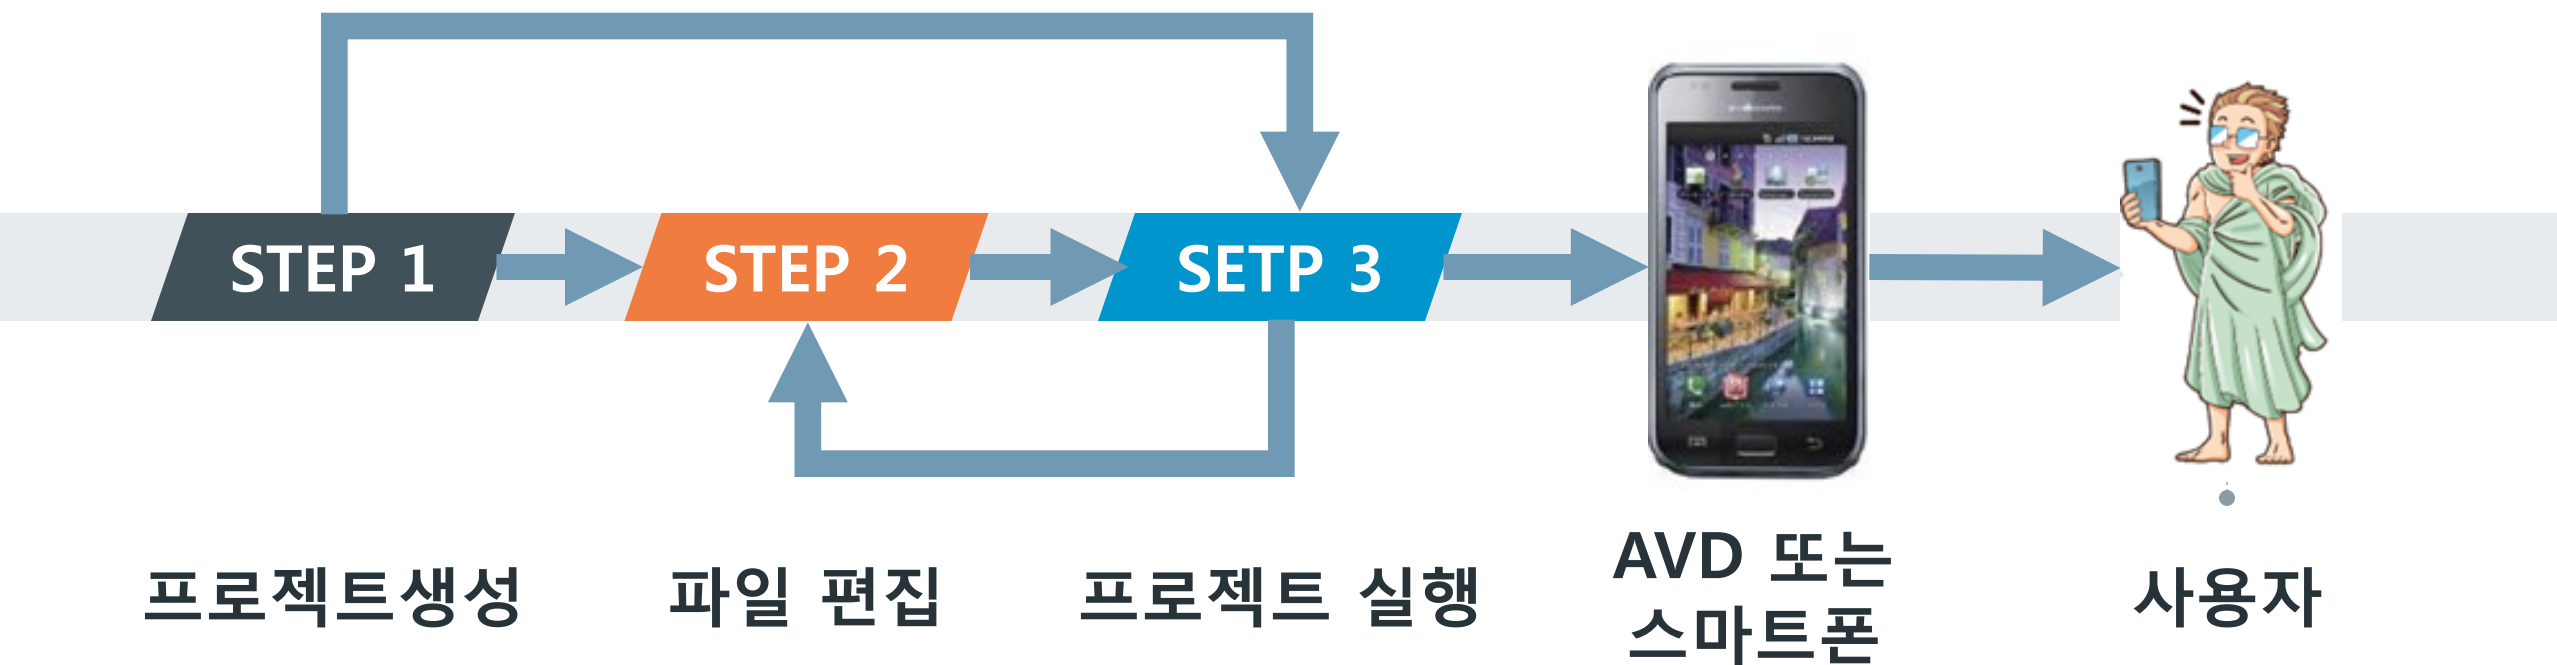 STEP 1
STEP 2
SETP 3
프로젝트생성
파일 편집
프로젝트 실행
AVD 또는
스마트폰
사용자